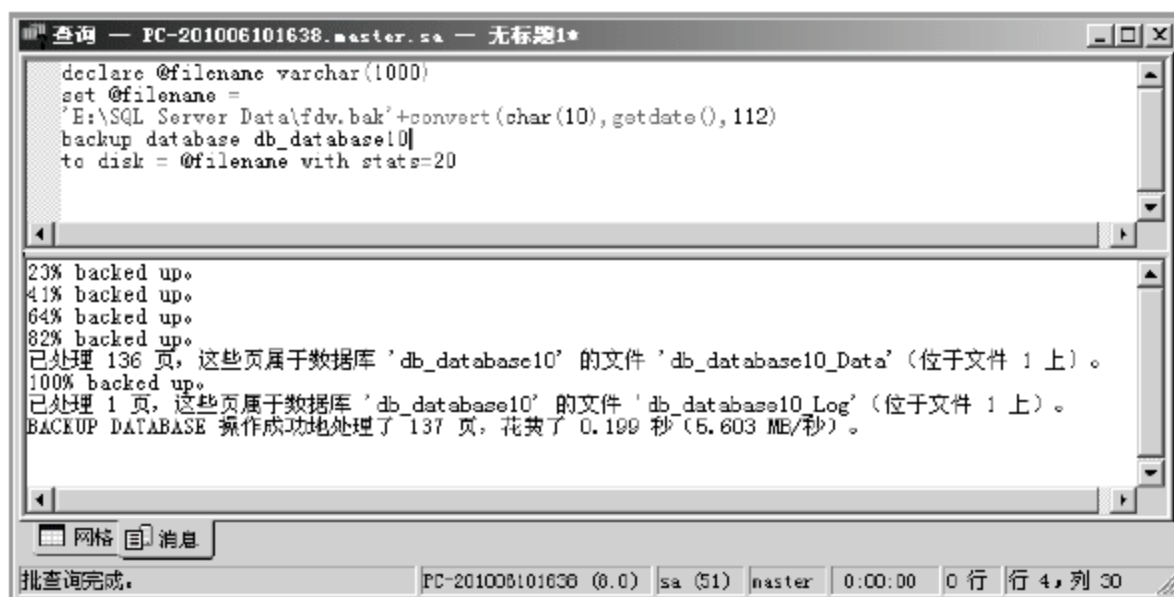 查询 — PC-201006101638.master.sa — 无标题1*
declare @filename varchar(1000)
set @filename =
'E:\SQL Server Data\fdv.bak'+convert(char(10),getdate(),112)
backup database db_database10
to disk = @filename with stats=20
23% backed up。
41% backed up。
64% backed up。
82% backed up。
已处理 136 页，这些页属于数据库 'db_database10' 的文件 'db_database10_Data'（位于文件 1 上）。
100% backed up。
已处理 1 页，这些页属于数据库 'db_database10' 的文件 'db_database10_Log'（位于文件 1 上）。
BACKUP DATABASE 操作成功地处理了 137 页，花费了 0.199 秒（5.603 MB/秒）。
网格 消息
批查询完成。 PC-201006101638 (8.0) sa (51) master 0:00:00 0 行 行 4，列 30